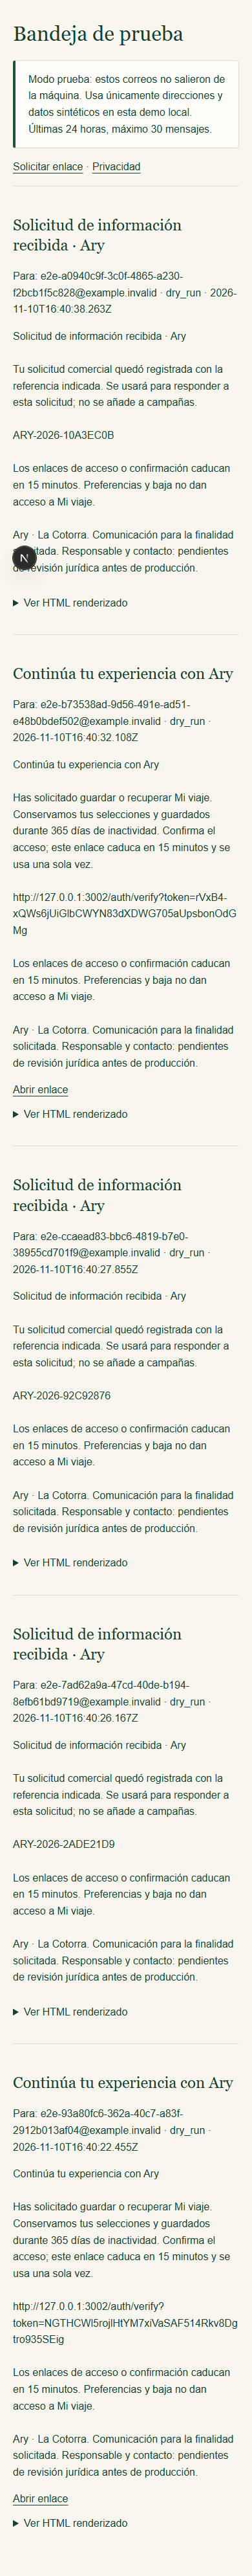 Bandeja de prueba
Modo prueba: estos correos no salieron de
la máquina. Usa únicamente direcciones y
datos sintéticos en esta demo local.
Últimas 24 horas, máximo 30 mensajes.
Solicitar enlace · Privacidad
Solicitud de información
recibida · Ary
Para: e2e-a0940c9f-3c0f-4865-a230-
f2bcb1f5c828@example.invalid · dry_run · 2026-
11-10T16:40:38.263Z
Solicitud de información recibida · Ary
Tu solicitud comercial quedó registrada con la
referencia indicada. Se usará para responder a
esta solicitud; no se añade a campañas.
ARY-2026-10A3EC0B
Los enlaces de acceso o confirmación caducan
en 15 minutos. Preferencias y baja no dan
acceso a Mi viaje.
Ary · La Cotorra. Comunicación para la finalidad
N
Responsable y contacto: pendientes
de revisión jurídica antes de producción.
▶ Ver HTML renderizado
Continúa tu experiencia con Ary
Para: e2e-b73538ad-9d56-491e-ad51-
e48b0bdef502@example.invalid · dry_run ·
2026-11-10T16:40:32.108Z
Continúa tu experiencia con Ary
Has solicitado guardar o recuperar Mi viaje.
Conservamos tus selecciones y guardados
durante 365 días de inactividad. Confirma el
acceso; este enlace caduca en 15 minutos y se
usa una sola vez.
http://127.0.0.1:3002/auth/verify?token=rVxB4-
xQWs6jUiGlbCWYN83dXDWG705aUpsbonOdG
Mg
Los enlaces de acceso o confirmación caducan
en 15 minutos. Preferencias y baja no dan
acceso a Mi viaje.
Ary · La Cotorra. Comunicación para la finalidad
solicitada. Responsable y contacto: pendientes
de revisión jurídica antes de producción.
Abrir enlace
▶ Ver HTML renderizado
Solicitud de información
recibida · Ary
Para: e2e-ccaead83-bbc6-4819-b7e0-
38955cd701f9@example.invalid · dry_run ·
2026-11-10T16:40:27.855Z
Solicitud de información recibida · Ary
Tu solicitud comercial quedó registrada con la
referencia indicada. Se usará para responder a
esta solicitud; no se añade a campañas.
ARY-2026-92C92876
Los enlaces de acceso o confirmación caducan
en 15 minutos. Preferencias y baja no dan
acceso a Mi viaje.
Ary · La Cotorra. Comunicación para la finalidad
solicitada. Responsable y contacto: pendientes
de revisión jurídica antes de producción.
▶ Ver HTML renderizado
Solicitud de información
recibida · Ary
Para: e2e-7ad62a9a-47cd-40de-b194-
8efb61bd9719@example.invalid · dry_run ·
2026-11-10T16:40:26.167Z
Solicitud de información recibida · Ary
Tu solicitud comercial quedó registrada con la
referencia indicada. Se usará para responder a
esta solicitud; no se añade a campañas.
ARY-2026-2ADE21D9
Los enlaces de acceso o confirmación caducan
en 15 minutos. Preferencias y baja no dan
acceso a Mi viaje.
Ary · La Cotorra. Comunicación para la finalidad
solicitada. Responsable y contacto: pendientes
de revisión jurídica antes de producción.
▶ Ver HTML renderizado
Continúa tu experiencia con Ary
Para: e2e-93a80fc6-362a-40c7-a83f-
2912b013af04@example.invalid · dry_run ·
2026-11-10T16:40:22.455Z
Continúa tu experiencia con Ary
Has solicitado guardar o recuperar Mi viaje.
Conservamos tus selecciones y guardados
durante 365 días de inactividad. Confirma el
acceso; este enlace caduca en 15 minutos y se
usa una sola vez.
http://127.0.0.1:3002/auth/verify?
token=NGTHCWl5rojlHtYM7xiVaSAF514Rkv8Dg
tro935SEig
Los enlaces de acceso o confirmación caducan
en 15 minutos. Preferencias y baja no dan
acceso a Mi viaje.
Ary · La Cotorra. Comunicación para la finalidad
solicitada. Responsable y contacto: pendientes
de revisión jurídica antes de producción.
Abrir enlace
▶ Ver HTML renderizado